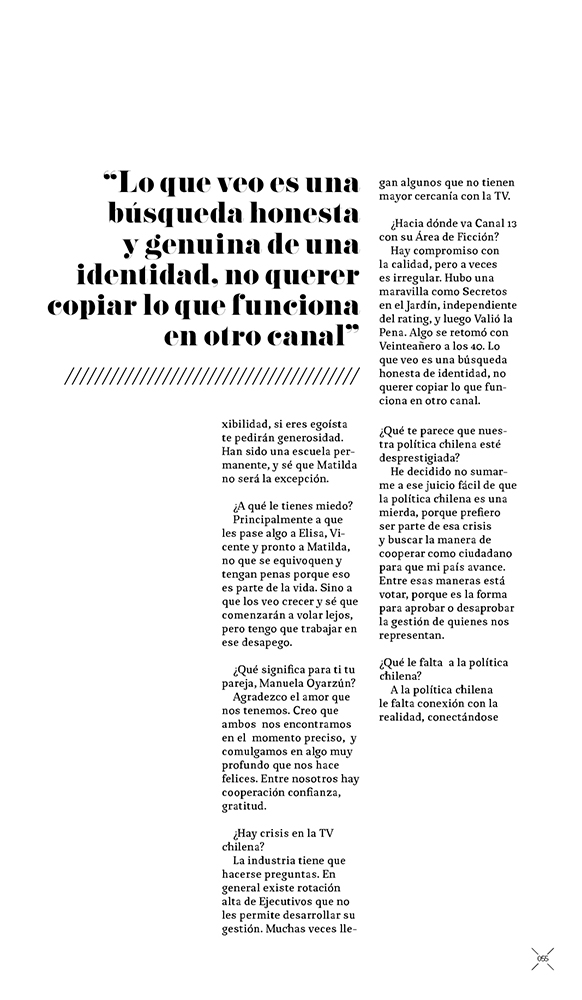 “Lo que veo es una
búsqueda honesta
y genuina de una
identidad, no querer
copiar lo que funciona
en otro canal”
xibilidad, si eres egoísta
te pedirán generosidad.
Han sido una escuela per-
manente, y sé que Matilda
no será la excepción.
¿A qué le tienes miedo?
Principalmente a que
les pase algo a Elisa, Vi-
cente y pronto a Matilda,
no que se equivoquen y
tengan penas porque eso
es parte de la vida. Sino a
que los veo crecer y sé que
comenzarán a volar lejos,
pero tengo que trabajar en
ese desapego.
¿Qué significa para ti tu
pareja, Manuela Oyarzún?
Agradezco el amor que
nos tenemos. Creo que
ambos nos encontramos
en el momento preciso, y
comulgamos en algo muy
profundo que nos hace
felices. Entre nosotros hay
cooperación confianza,
gratitud.
¿Hay crisis en la TV
chilena?
La industria tiene que
hacerse preguntas. En
general existe rotación
alta de Ejecutivos que no
les permite desarrollar su
gestión. Muchas veces lle-
gan algunos que no tienen
mayor cercanía con la TV.
¿Hacia dónde va Canal 13
con su Área de Ficción?
Hay compromiso con
la calidad, pero a veces
es irregular. Hubo una
maravilla como Secretos
en el Jardín, independiente
del rating, y luego Valió la
Pena. Algo se retomó con
Veinteañero a los 40. Lo
que veo es una búsqueda
honesta de identidad, no
querer copiar lo que fun-
ciona en otro canal.
¿Qué te parece que nues-
tra política chilena esté
desprestigiada?
He decidido no sumar-
me a ese juicio fácil de que
la política chilena es una
mierda, porque prefiero
ser parte de esa crisis
y buscar la manera de
cooperar como ciudadano
para que mi país avance.
Entre esas maneras está
votar, porque es la forma
para aprobar o desaprobar
la gestión de quienes nos
representan.
¿Qué le falta a la política
chilena?
A la política chilena
le falta conexión con la
realidad, conectándose
055